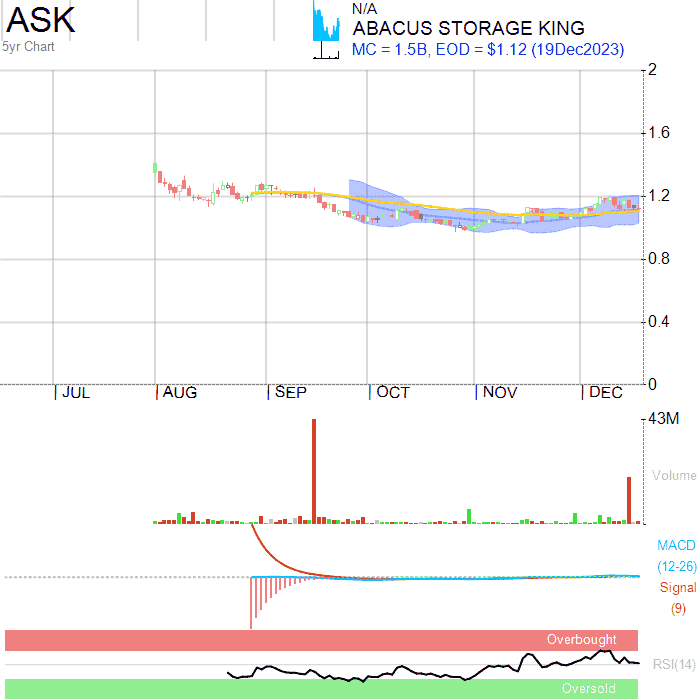 ASK
5yr Chart
N/A
ABACUS STORAGE KING
MC = 1.5B, EOD = $1.12 (19Dec2023)
2
1.6
1.2
0.8
0.4
0
JUL
AUG
SEP
OCT
NOV
DEC
43M
Volume
MACD
(12-26)
Signal
(9)
Overbought
RSI(14)
Oversold